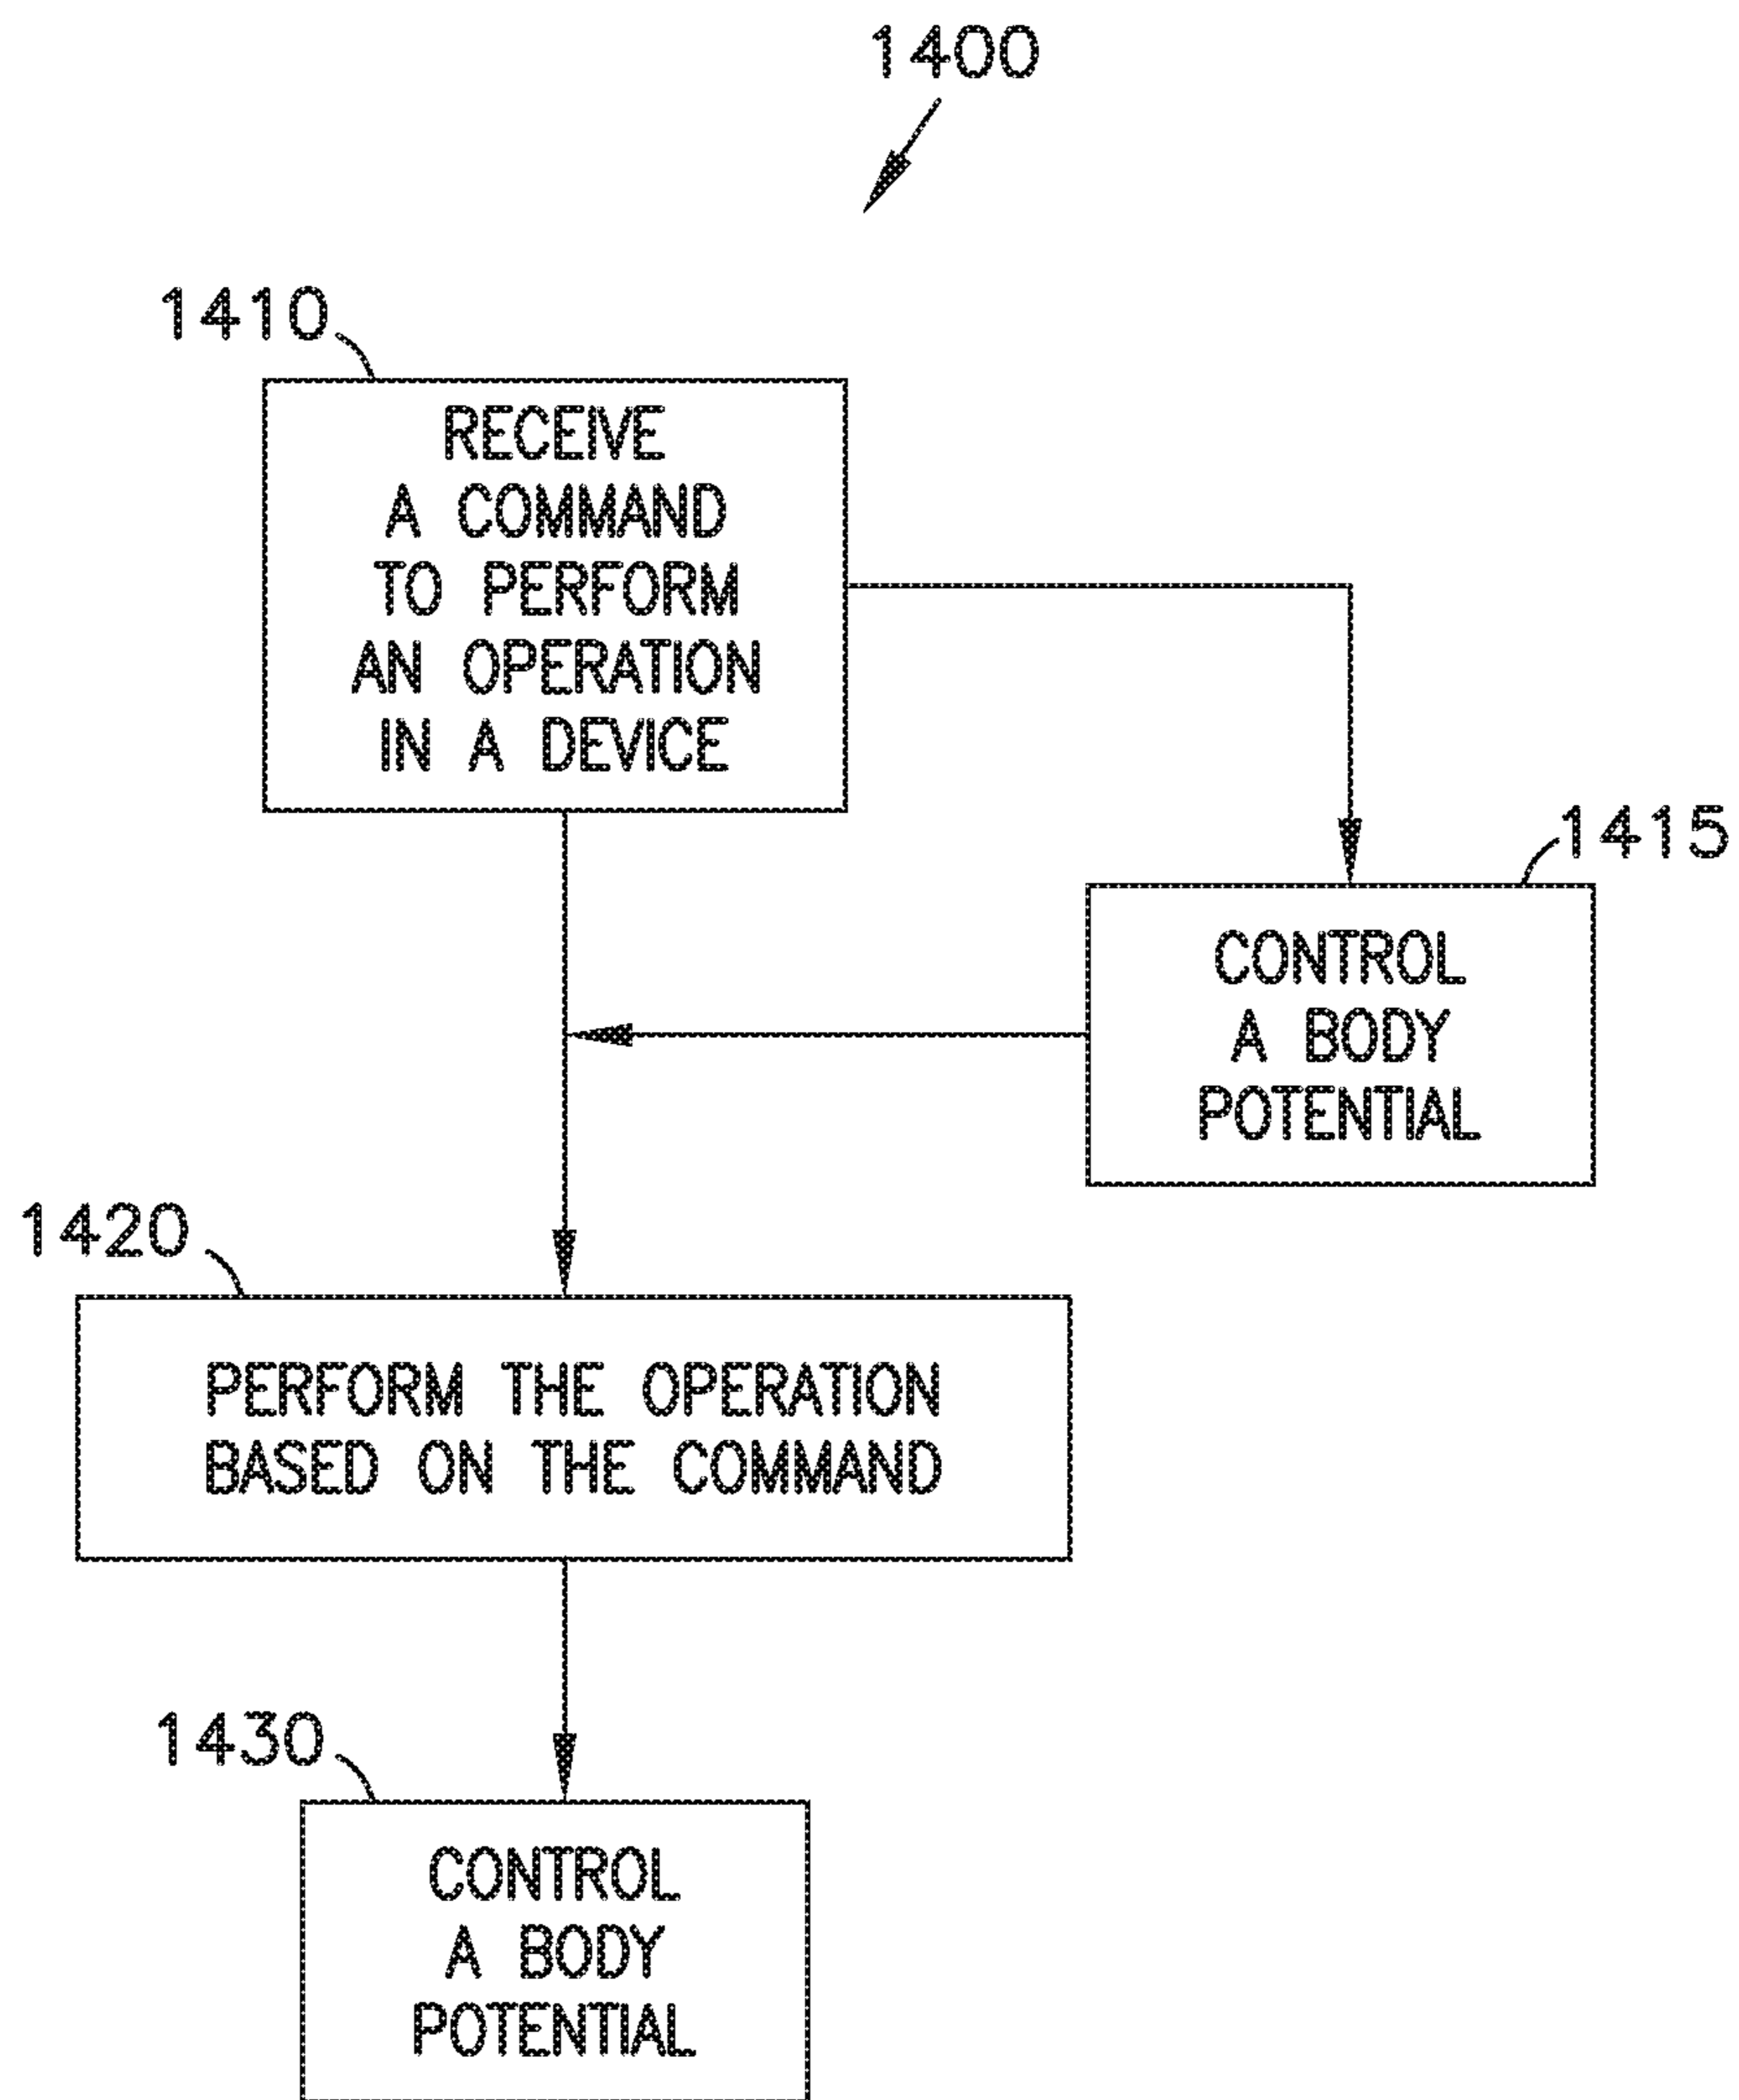 1400
1410
RECEIVE
A COMMAND
TO PERFORM
AN OPERATION
IN A DEVICE
1415
CONTROL
A BODY
POTENTIAL
1420
PERFORM THE OPERATION
BASED ON THE COMMAND
1430
CONTROL
A BODY
POTENTIAL